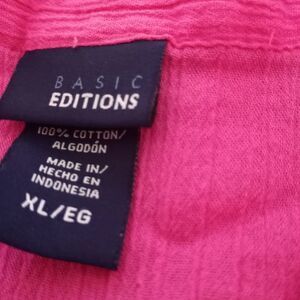 BASIC
EDITIONS
100% COTTON/
ALGODÓN
MADE IN/
HECHO EN
INDONESIA
XL/EG